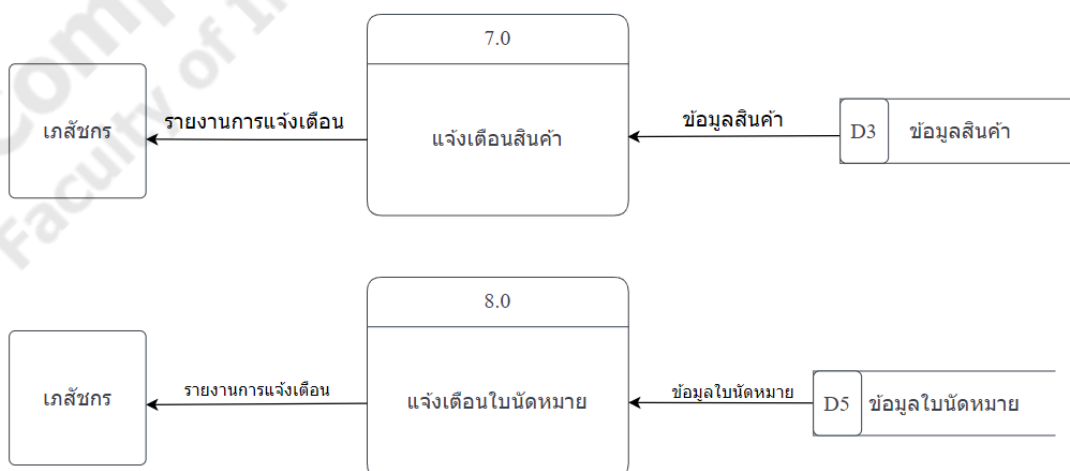 7.0
เภสัชกร
รายงานการแจ้งเตือน
แจ้งเตือนสินค้า
ข้อมูลสินค้า
D3
ข้อมูลสินค้า
Faculty of
8.0
เภสัชกร
รายงานการแจ้งเตือน
แจ้งเตือนใบนัดหมาย
ข้อมูลใบนัดหมาย
D5
ข้อมูลใบนัดหมาย